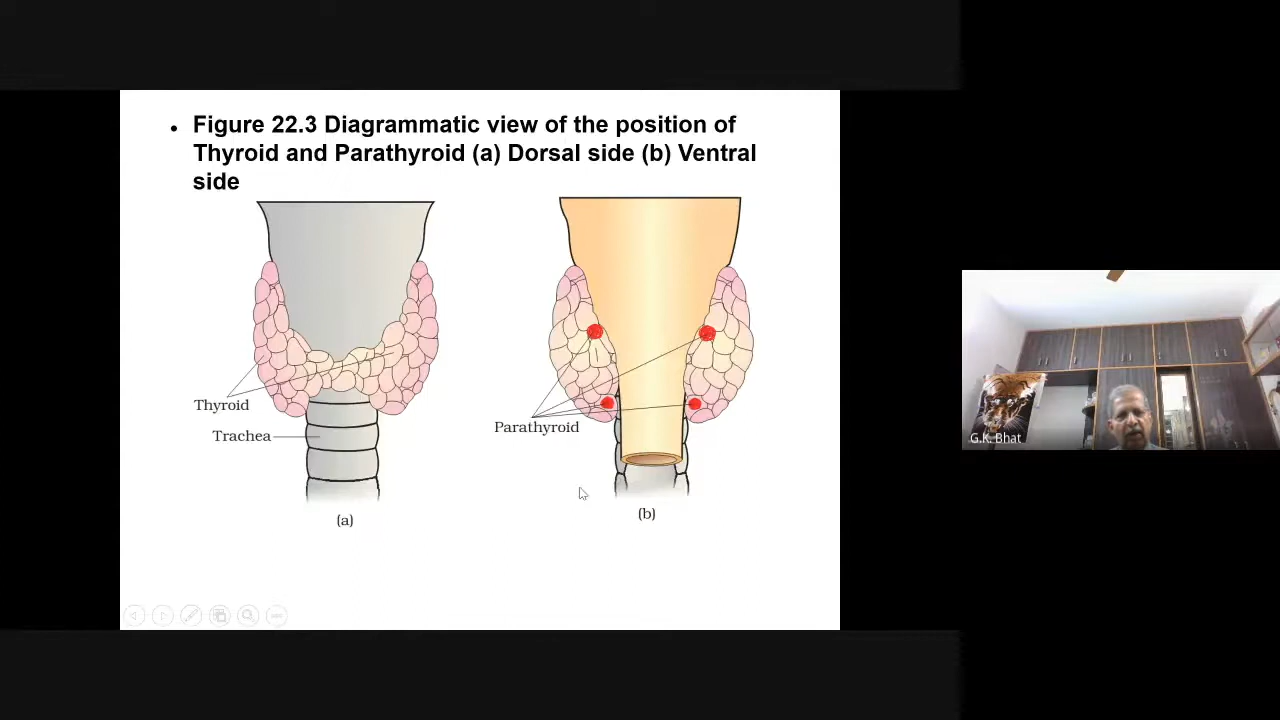 • Figure 22.3 Diagrammatic view of the position of
Thyroid and Parathyroid (a) Dorsal side (b) Ventral
side
Thyroid
Trachea
(a)
Parathyroid
(b)
G.K. Bhat